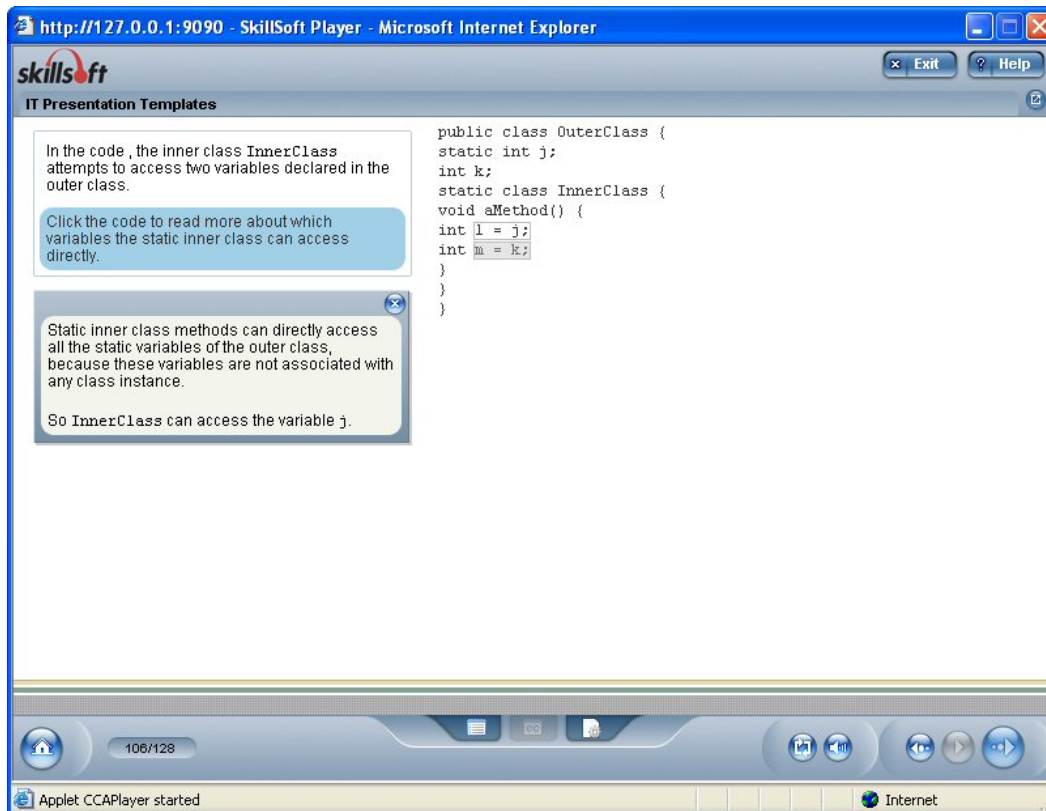 http://127.0.0.1:9090 - SkillSoft Player - Microsoft Internet Explorer
skillsoft
× Exit
? Help
IT Presentation Templates
In the code , the inner class InnerClass
attempts to access two variables declared in the
outer class.
Click the code to read more about which
variables the static inner class can access
directly.
Static inner class methods can directly access
all the static variables of the outer class,
because these variables are not associated with
any class instance.
So InnerClass can access the variable j.
public class OuterClass {
static int j;
int k;
static class InnerClass {
void aMethod() {
int l = j;
int m = k;
}
}
}
CC
106/128
Applet CCAPlayer started
Internet